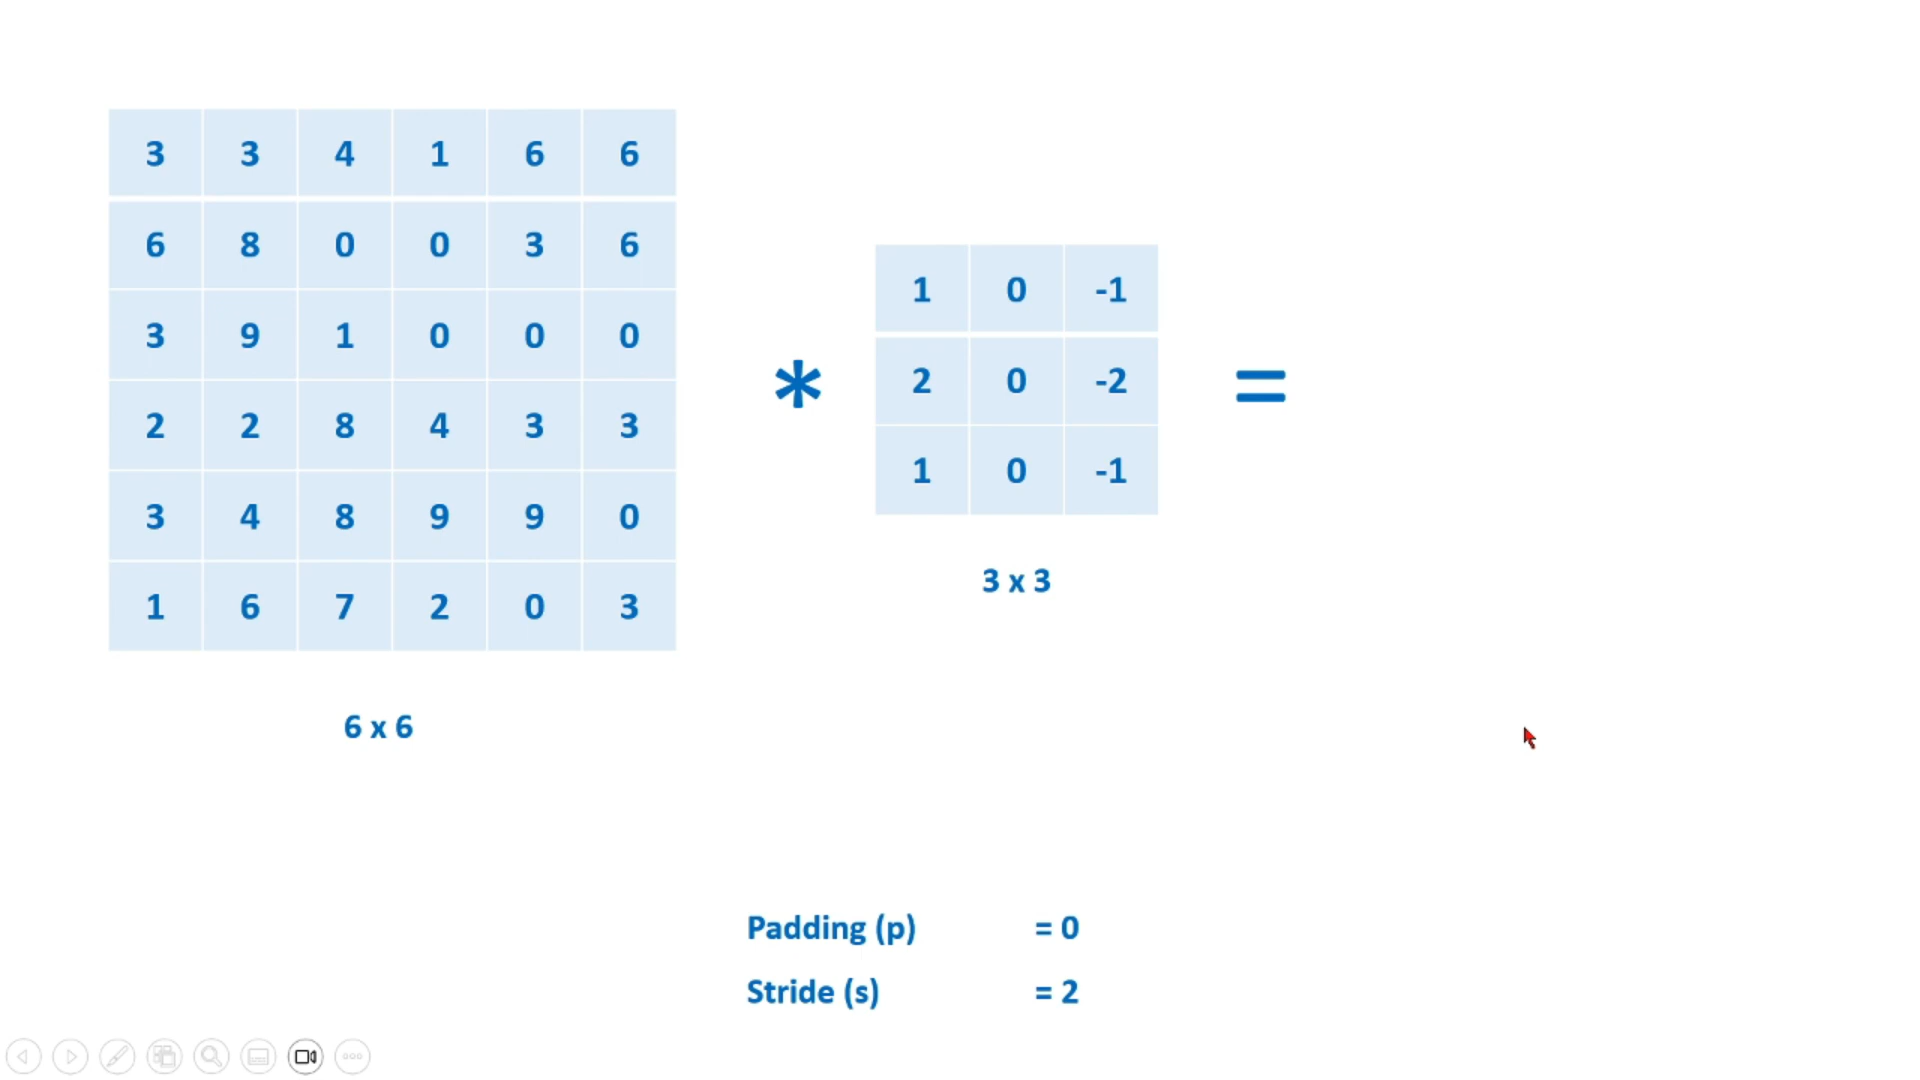 3 3 4 1 6 6
6 8 0 0 3 6
3 9 1 0 0 0
2 2 8 4 3 3
3 4 8 9 9 0
1 6 7 2 0 3
6 x 6
*
1 0 -1
2 0 -2
1 0 -1
3 x 3
=
Padding (p) = 0
Stride (s) = 2